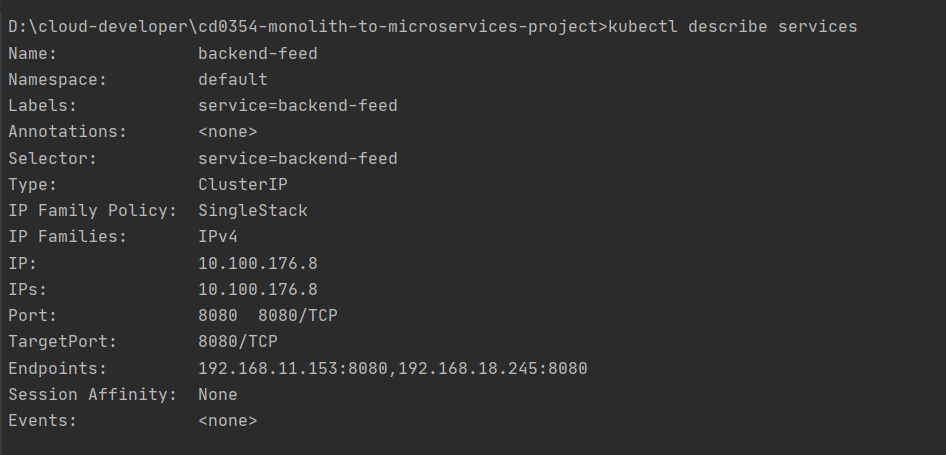 D:\cloud-developer\cd0354-monolith-to-microservices-project>kubectl describe services
Name:              backend-feed
Namespace:         default
Labels:            service=backend-feed
Annotations:       <none>
Selector:          service=backend-feed
Type:              ClusterIP
IP Family Policy:  SingleStack
IP Families:       IPv4
IP:                10.100.176.8
IPs:               10.100.176.8
Port:              8080  8080/TCP
TargetPort:        8080/TCP
Endpoints:         192.168.11.153:8080,192.168.18.245:8080
Session Affinity:  None
Events:            <none>